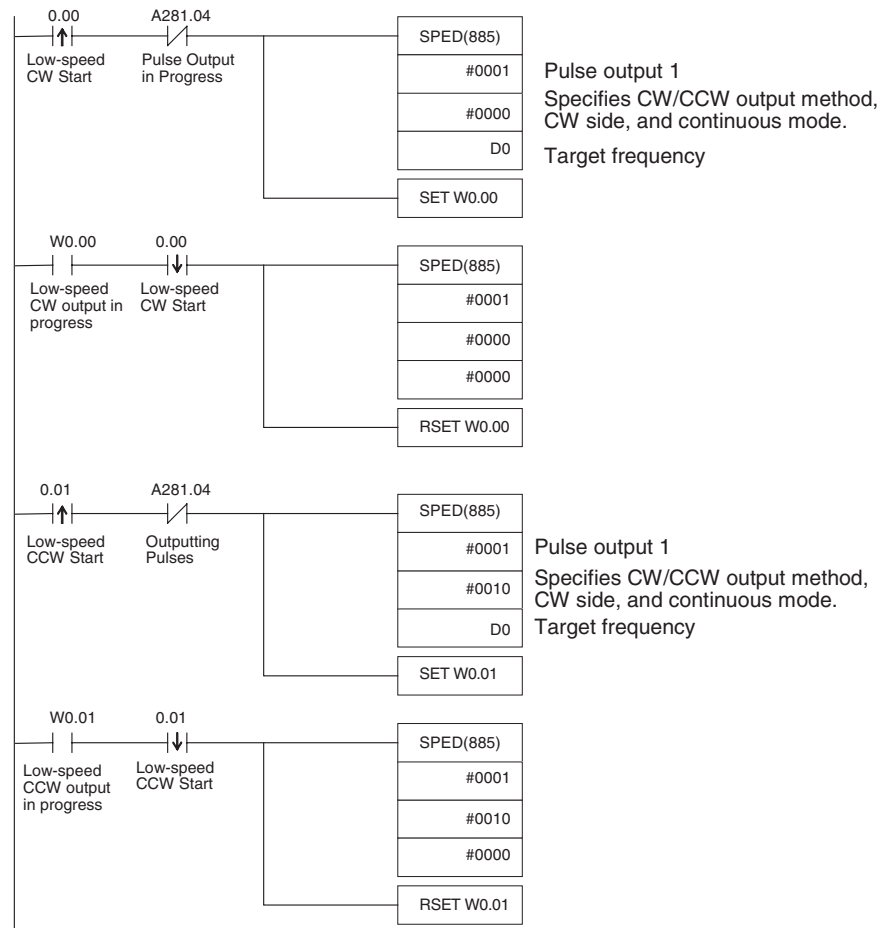 0.00 A281.04
SPED(885)
Low-speed
CW Start
Pulse Output
in Progress
#0001
Pulse output 1
#0000
Specifies CW/CCW output method,
CW side, and continuous mode.
D0
Target frequency
SET W0.00
W0.00 0.00
SPED(885)
Low-speed
CW output in
progress
Low-speed
CW Start
#0001
#0000
#0000
RSET W0.00
0.01 A281.04
SPED(885)
Low-speed
CCW Start
Outputting
Pulses
#0001
Pulse output 1
#0010
Specifies CW/CCW output method,
CW side, and continuous mode.
D0
Target frequency
SET W0.01
W0.01 0.01
SPED(885)
Low-speed
CCW output
in progress
Low-speed
CCW Start
#0001
#0010
#0000
RSET W0.01